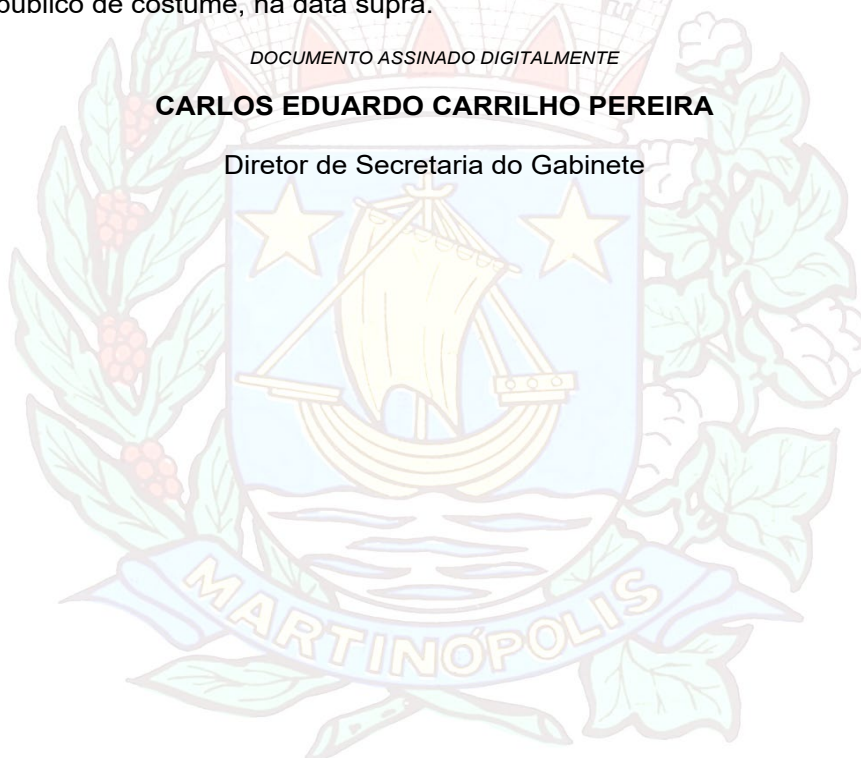 público de costume, na data supra.
DOCUMENTO ASSINADO DIGITALMENTE
CARLOS EDUARDO CARRILHO PEREIRA
Diretor de Secretaria do Gabinete
MARTINÓPOLIS